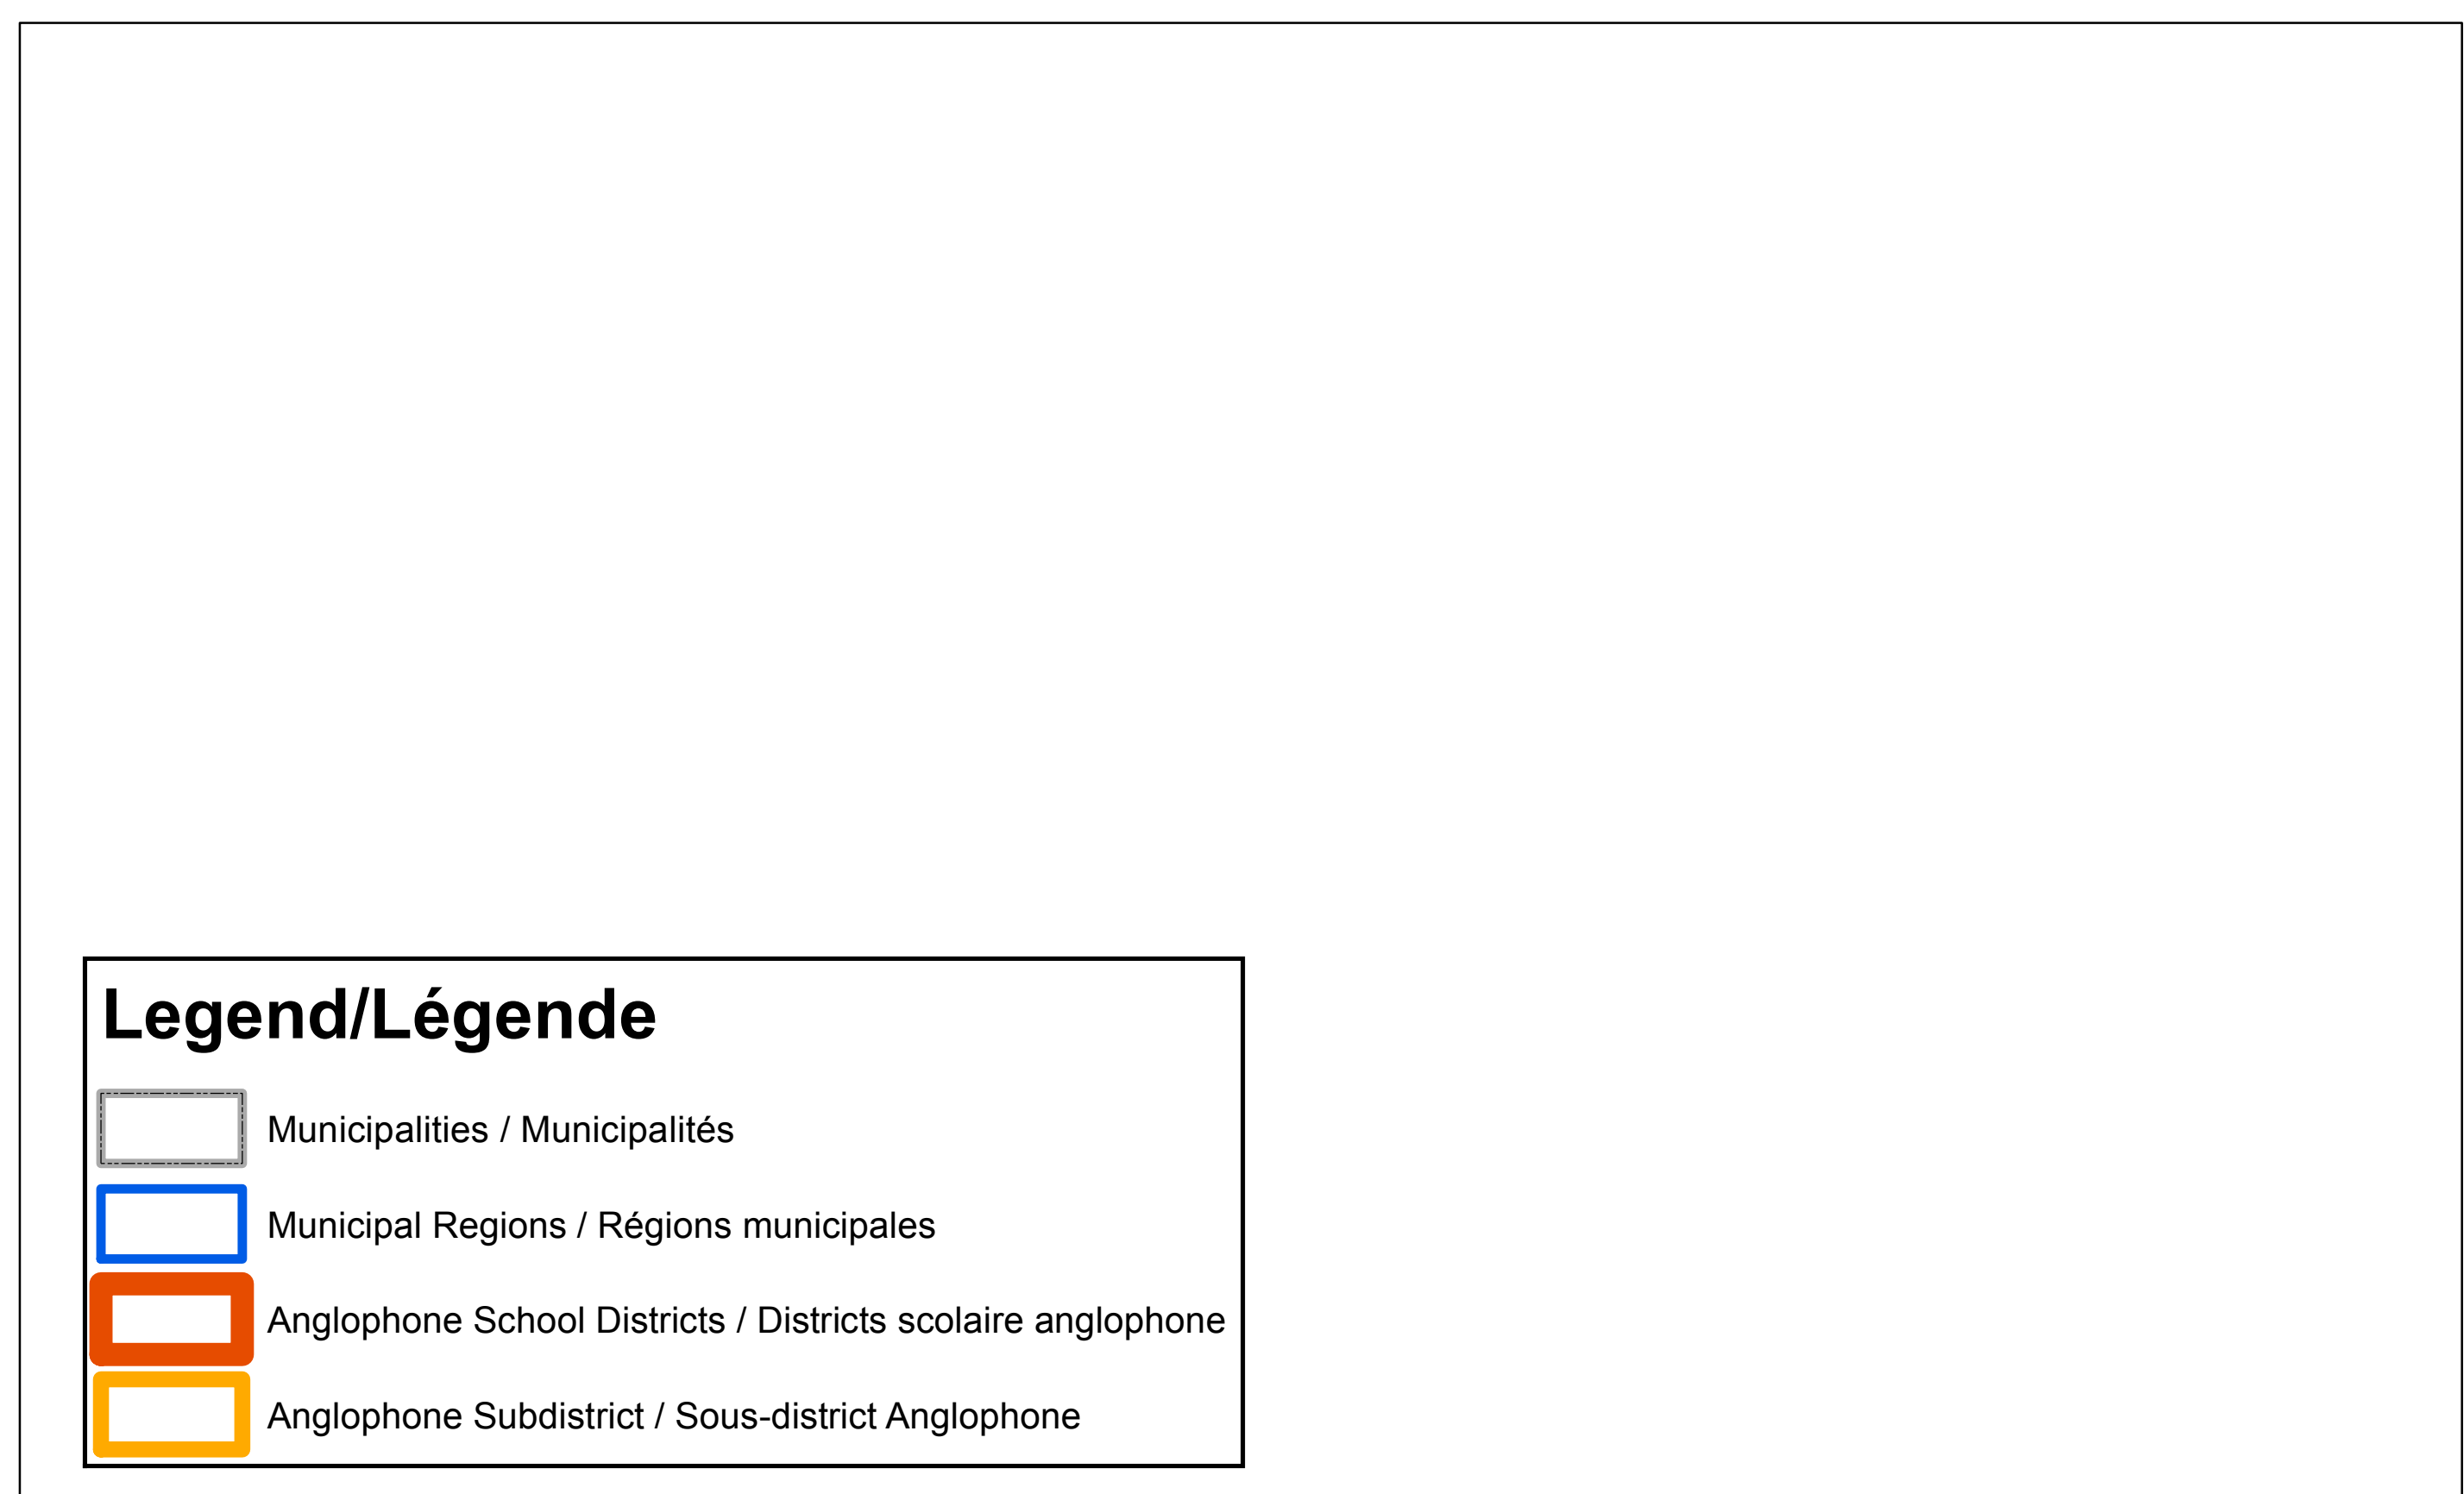 Legend/Légende
Municipalities / Municipalités
Municipal Regions / Régions municipales
Anglophone School Districts / Districts scolaire anglophone
Anglophone Subdistrict / Sous-district Anglophone